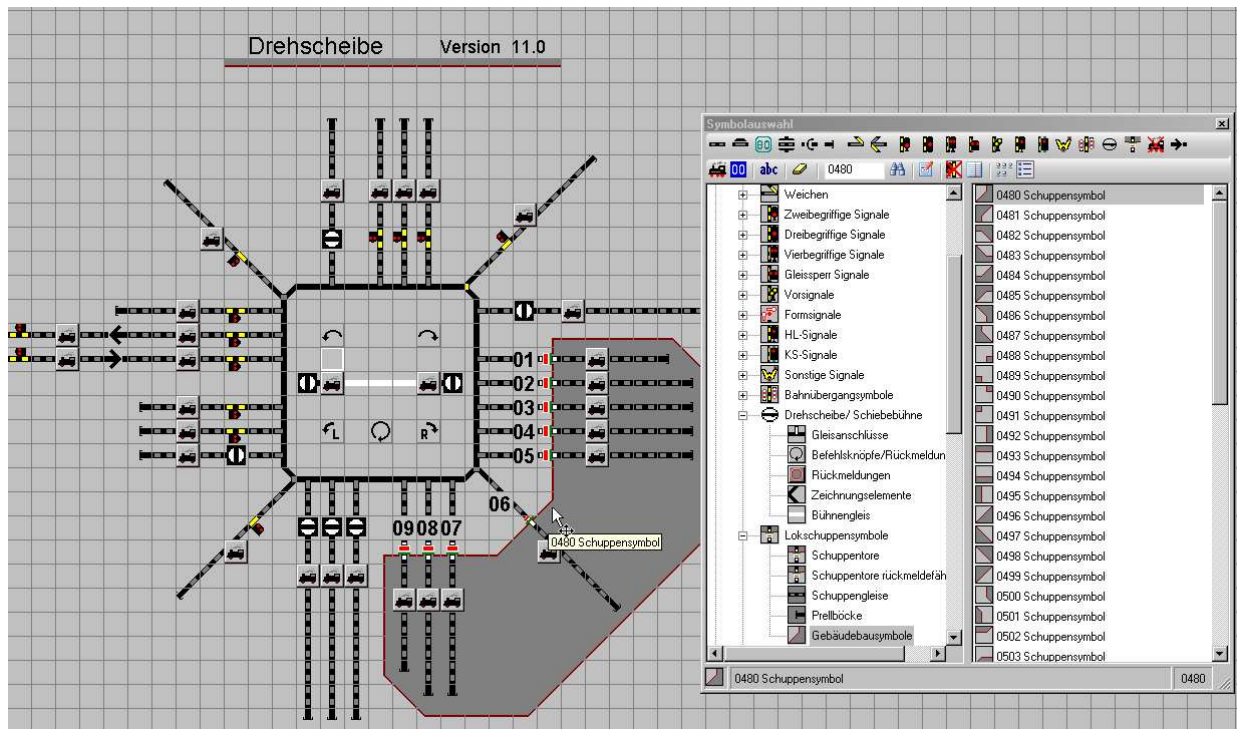 Drehscheibe Version 11.0
01
02
03
04
05
06
09 08 07
L
R
0480 Schuppensymbol
Symbolauswahl
80
00 abc 0480
Weichen
Zweibegriffige Signale
Dreibegriffige Signale
Vierbegriffige Signale
Gleissperr Signale
Vorsignale
Formsignale
HL-Signale
KS-Signale
Sonstige Signale
Bahnübergangsymbole
Drehscheibe/ Schiebebühne
Gleisanschlüsse
Befehlsknöpfe/Rückmeldun
Rückmeldungen
Zeichnungselemente
Bühnengleis
Lokschuppensymbole
Schuppentore
Schuppentore rückmeldefäh
Schuppengleise
Prellböcke
Gebäudebausymbole
0480 Schuppensymbol
0481 Schuppensymbol
0482 Schuppensymbol
0483 Schuppensymbol
0484 Schuppensymbol
0485 Schuppensymbol
0486 Schuppensymbol
0487 Schuppensymbol
0488 Schuppensymbol
0489 Schuppensymbol
0490 Schuppensymbol
0491 Schuppensymbol
0492 Schuppensymbol
0493 Schuppensymbol
0494 Schuppensymbol
0495 Schuppensymbol
0496 Schuppensymbol
0497 Schuppensymbol
0498 Schuppensymbol
0499 Schuppensymbol
0500 Schuppensymbol
0501 Schuppensymbol
0502 Schuppensymbol
0503 Schuppensymbol
0480 Schuppensymbol 0480